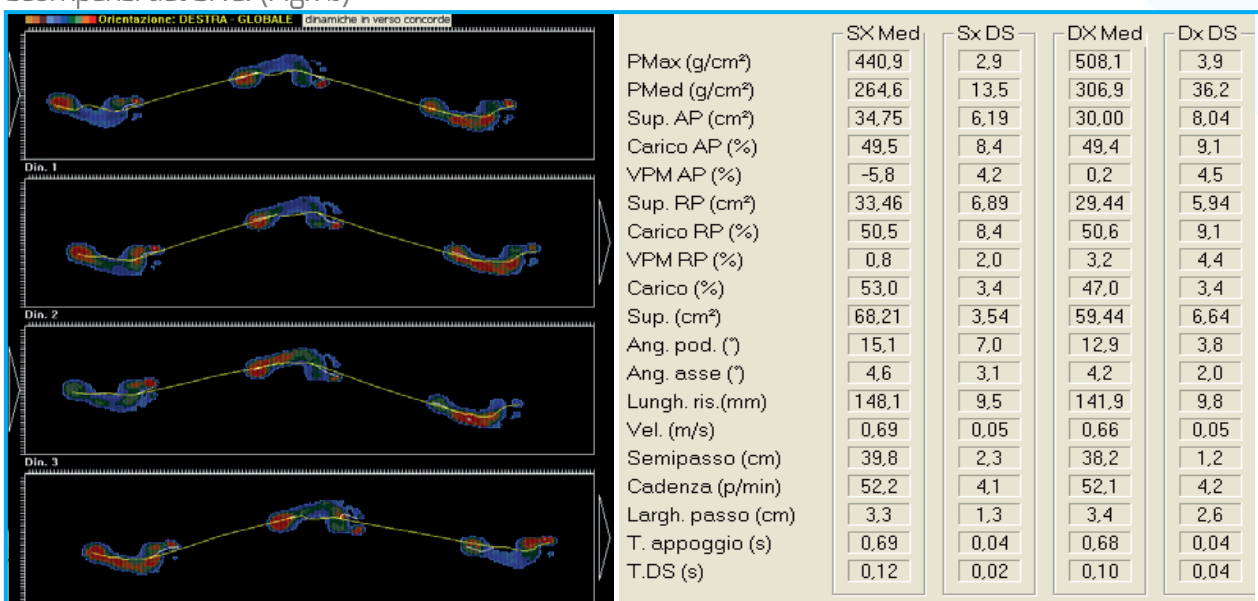 Orientazione: DESTRA - GLOBALE dinamiche in verso concorde
Din. 1
Din. 2
Din. 3
SX Med Sx DS DX Med Dx DS
PMax (g/cm²) 440,9 2,9 508,1 3,9
PMed (g/cm²) 264,6 13,5 306,9 36,2
Sup. AP (cm²) 34,75 6,19 30,00 8,04
Carico AP (%) 49,5 8,4 49,4 9,1
VPM AP (%) -5,8 4,2 0,2 4,5
Sup. RP (cm²) 33,46 6,89 29,44 5,94
Carico RP (%) 50,5 8,4 50,6 9,1
VPM RP (%) 0,8 2,0 3,2 4,4
Carico (%) 53,0 3,4 47,0 3,4
Sup. (cm²) 68,21 3,54 59,44 6,64
Ang. pod. (°) 15,1 7,0 12,9 3,8
Ang. asse (°) 4,6 3,1 4,2 2,0
Lungh. ris.(mm) 148,1 9,5 141,9 9,8
Vel. (m/s) 0,69 0,05 0,66 0,05
Semipasso (cm) 39,8 2,3 38,2 1,2
Cadenza (p/min) 52,2 4,1 52,1 4,2
Largh. passo (cm) 3,3 1,3 3,4 2,6
T. appoggio (s) 0,69 0,04 0,68 0,04
T.DS (s) 0,12 0,02 0,10 0,04